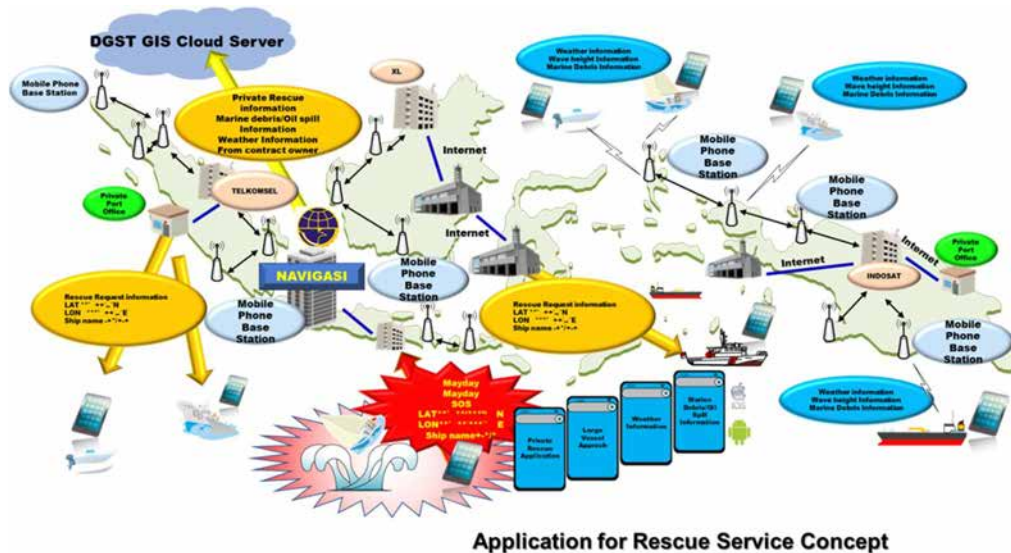 DGST GIS Cloud Server
Mobile Phone
Base Station
Private Rescue
information
Marine debris/Oil spill
Information
Weather Information
From contract owner
XL
Internet
Internet
TELKOMSEL
Private
Port
Office
NAVIGASI
Mobile
Phone
Base
Station
Mobile
Phone
Base Station
Rescue Request information
LAT
LON
Ship name
Rescue Request information
LAT
LON
Ship name
Mayday
Mayday
SOS
LAT
LON
Ship name
Weather information
Wave height Information
Marine Debris Information
Weather information
Wave height Information
Marine Debris Information
Mobile
Phone
Base
Station
Mobile
Phone
Base Station
Internet
Internet
INDOSAT
Private
Port
Office
Mobile
Phone
Base
Station
Weather information
Wave height Information
Marine Debris Information
Private
Rescue
Application
Large
Vessel
Weather
Information
Spill
Information
Application for Rescue Service Concept